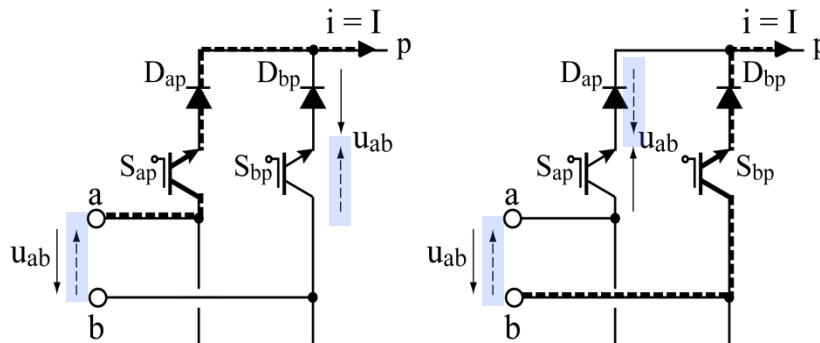 i = I
p
D_ap
D_bp
u_ab
S_ap
S_bp
a
u_ab
b
i = I
p
D_ap
D_bp
u_ab
S_ap
S_bp
a
u_ab
b